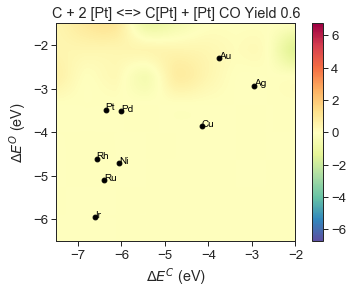 C + 2 [Pt] <=> C[Pt] + [Pt] CO Yield 0.6
ΔE^O (eV)
−2
−3
−4
−5
−6
Au
Ag
Pt
Pd
Cu
Rh
Ni
Ru
Ir
−7
−6
−5
−4
−3
−2
ΔE^C (eV)
6
4
2
0
−2
−4
−6